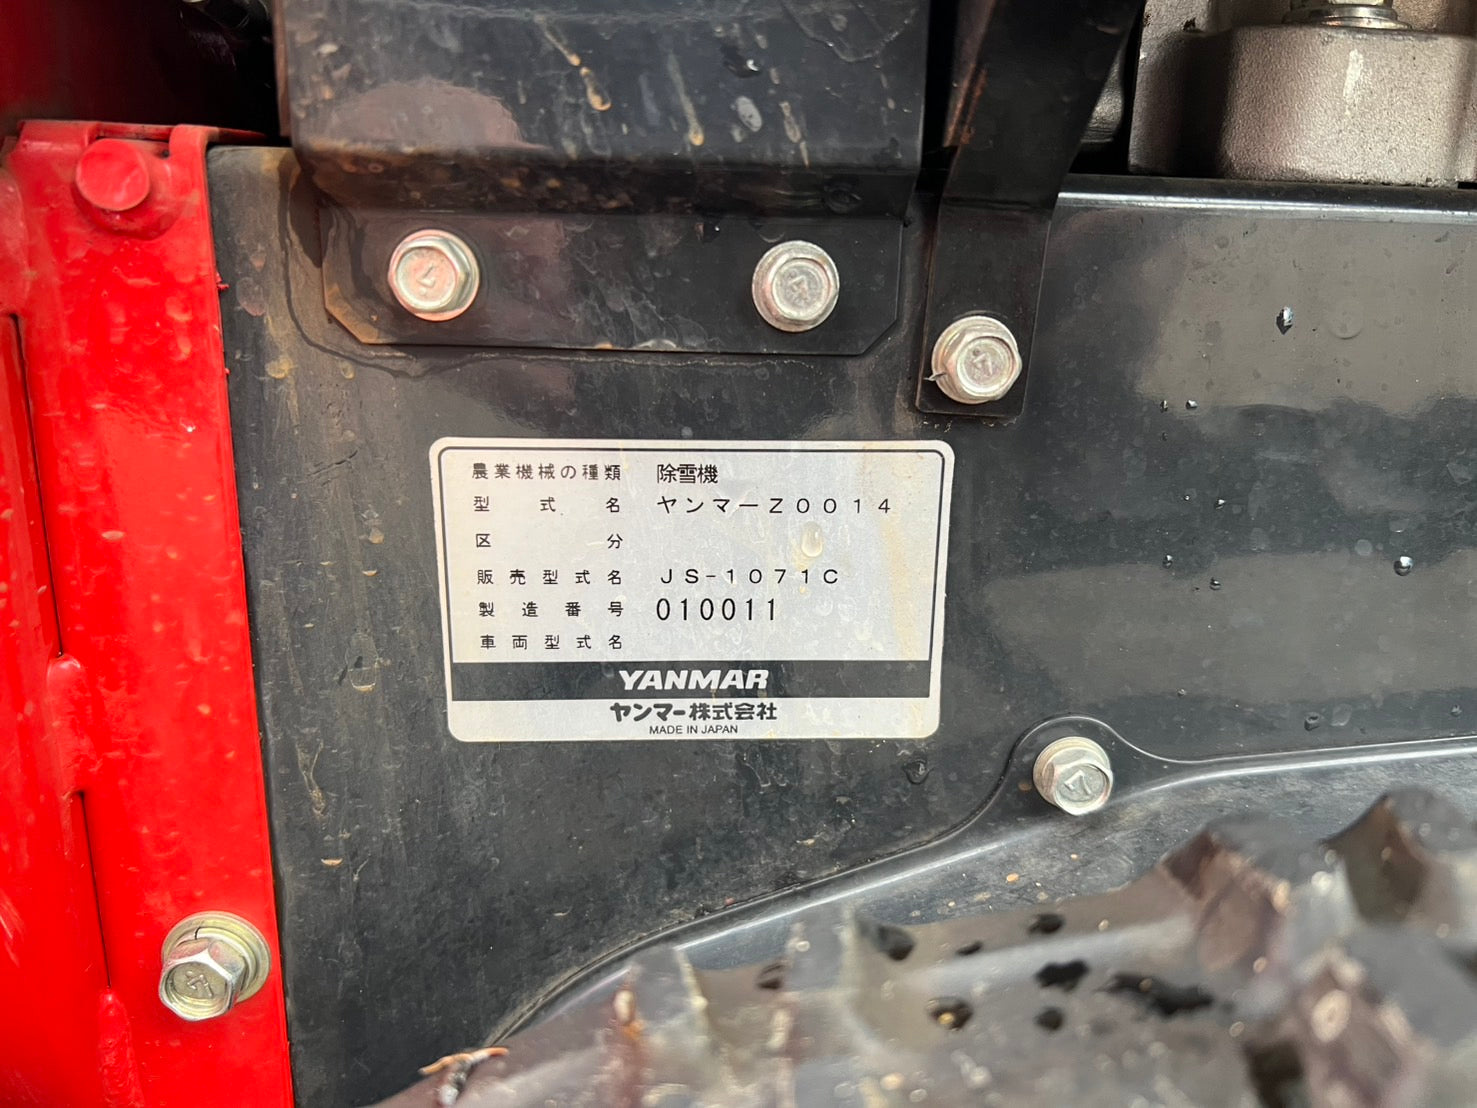 農業機械の種類 除雪機
型式名 ヤンマーZ0014
区分
販売型式名 JS-1071C
製造番号 010011
車両型式名
YANMAR
ヤンマー株式会社
MADE IN JAPAN